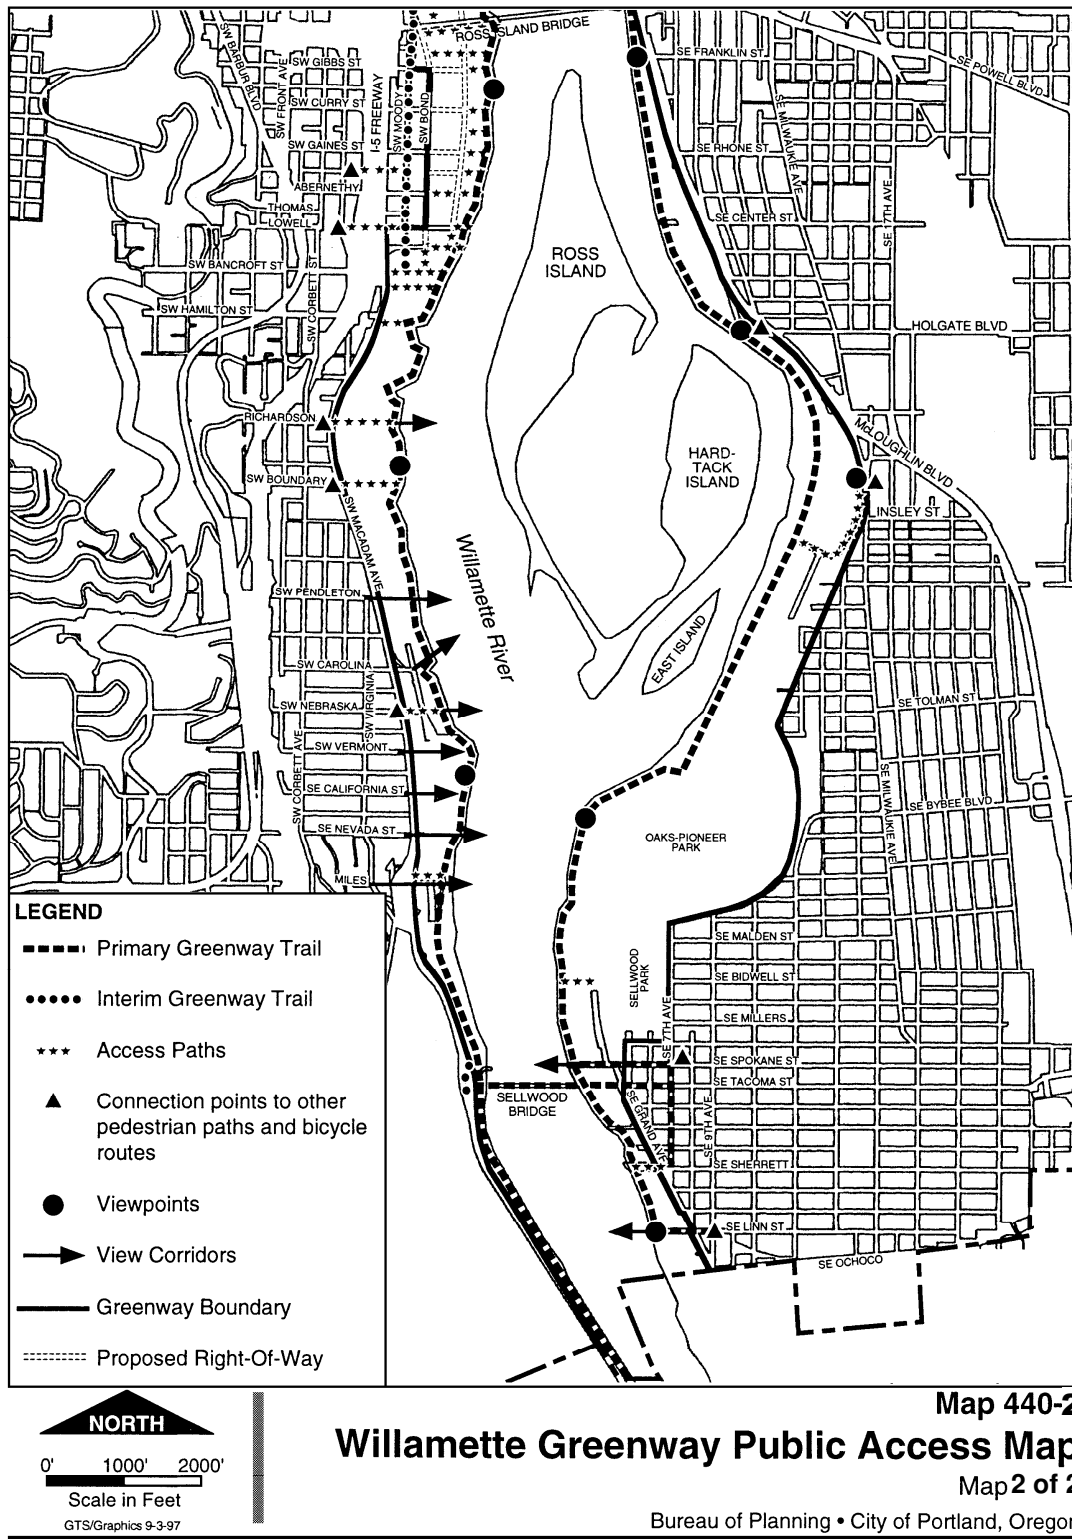 ROSS ISLAND BRIDGE
SW BARBUR BLVD
SW GIBBS ST
SW FRONT AVE
SW CURRY ST
I-5 FREEWAY
SW MOODY
SW BOND
SW GAINES ST
ABERNETHY
THOMAS
LOWELL
SW BANCROFT ST
SW HAMILTON ST
SW CORBETT ST
RICHARDSON
SW BOUNDARY
SW MACADAM AVE
SW PENDLETON
SW CAROLINA
SW NEBRASKA
SW VIRGINIA
SW VERMONT
SW CORBETT AVE
SE CALIFORNIA ST
SE NEVADA ST
MILES
Willamette River
ROSS
ISLAND
HARD-
TACK
ISLAND
EAST ISLAND
SE FRANKLIN ST
SE POWELL BLVD
SE MILWAUKIE AVE
SE RHONE ST
SE CENTER ST
SE 17TH AVE
HOLGATE BLVD
McLOUGHLIN BLVD
INSLEY ST
SE TOLMAN ST
SE MILWAUKIE AVE
SE BYBEE BLVD
OAKS-PIONEER
PARK
SE MALDEN ST
SELLWOOD
PARK
SE BIDWELL ST
SE 7TH AVE
SE MILLERS
SE SPOKANE ST
SE TACOMA ST
SELLWOOD
BRIDGE
SE GRAND AVE
SE 9TH AVE
SE SHERRETT
SE LINN ST
SE OCHOCO
LEGEND
Primary Greenway Trail
Interim Greenway Trail
Access Paths
Connection points to other
pedestrian paths and bicycle
routes
Viewpoints
View Corridors
Greenway Boundary
Proposed Right-Of-Way
NORTH
0' 1000' 2000'
Scale in Feet
GTS/Graphics 9-3-97
Map 440-2
Willamette Greenway Public Access Map
Map 2 of 2
Bureau of Planning • City of Portland, Oregon